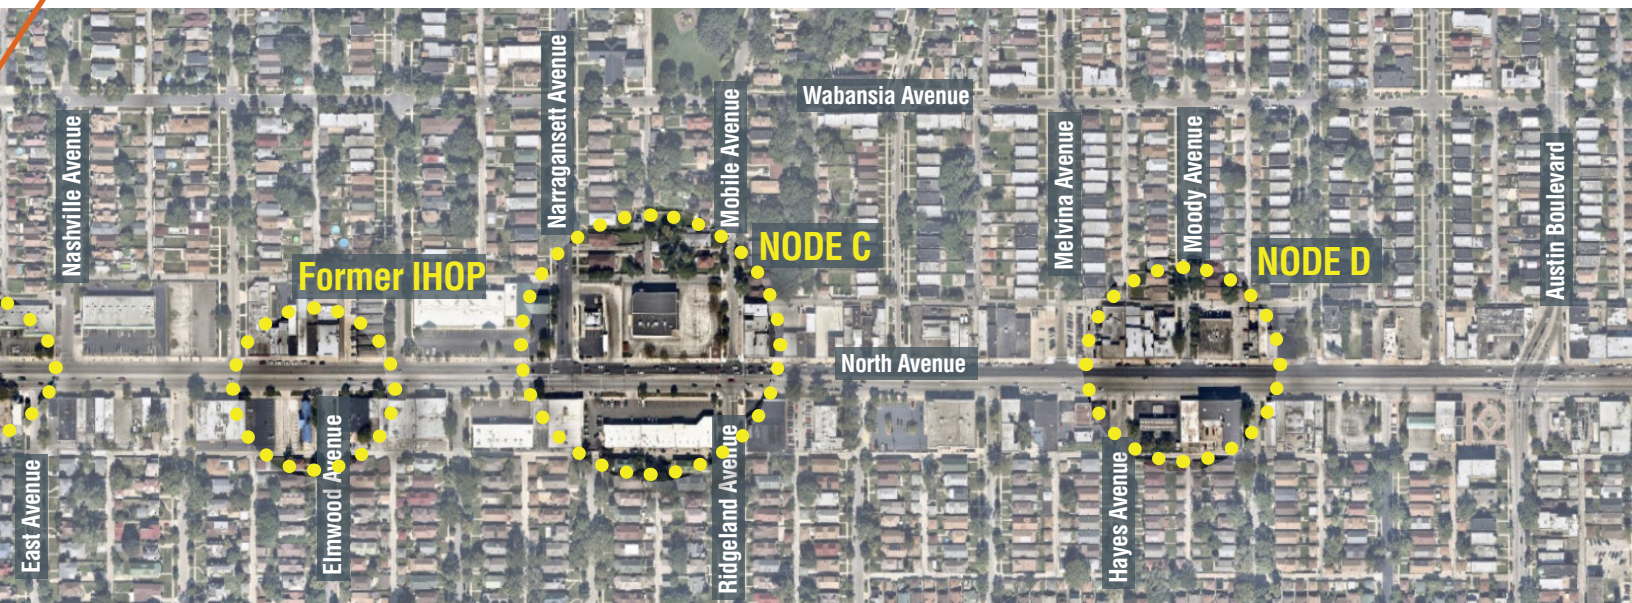 Nashville Avenue
Narragansett Avenue
Mobile Avenue
Wabansia Avenue
Melvina Avenue
Moody Avenue
Austin Boulevard
Former IHOP
NODE C
NODE D
North Avenue
East Avenue
Elmwood Avenue
Ridgeland Avenue
Hayes Avenue